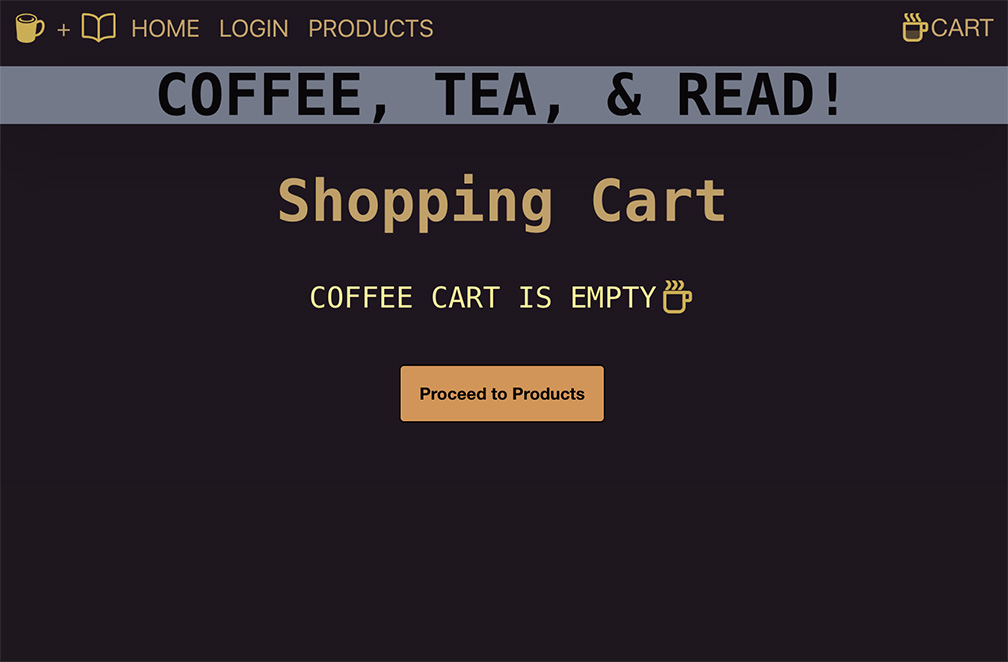 + HOME LOGIN PRODUCTS CART
COFFEE, TEA, & READ!
Shopping Cart
COFFEE CART IS EMPTY
Proceed to Products